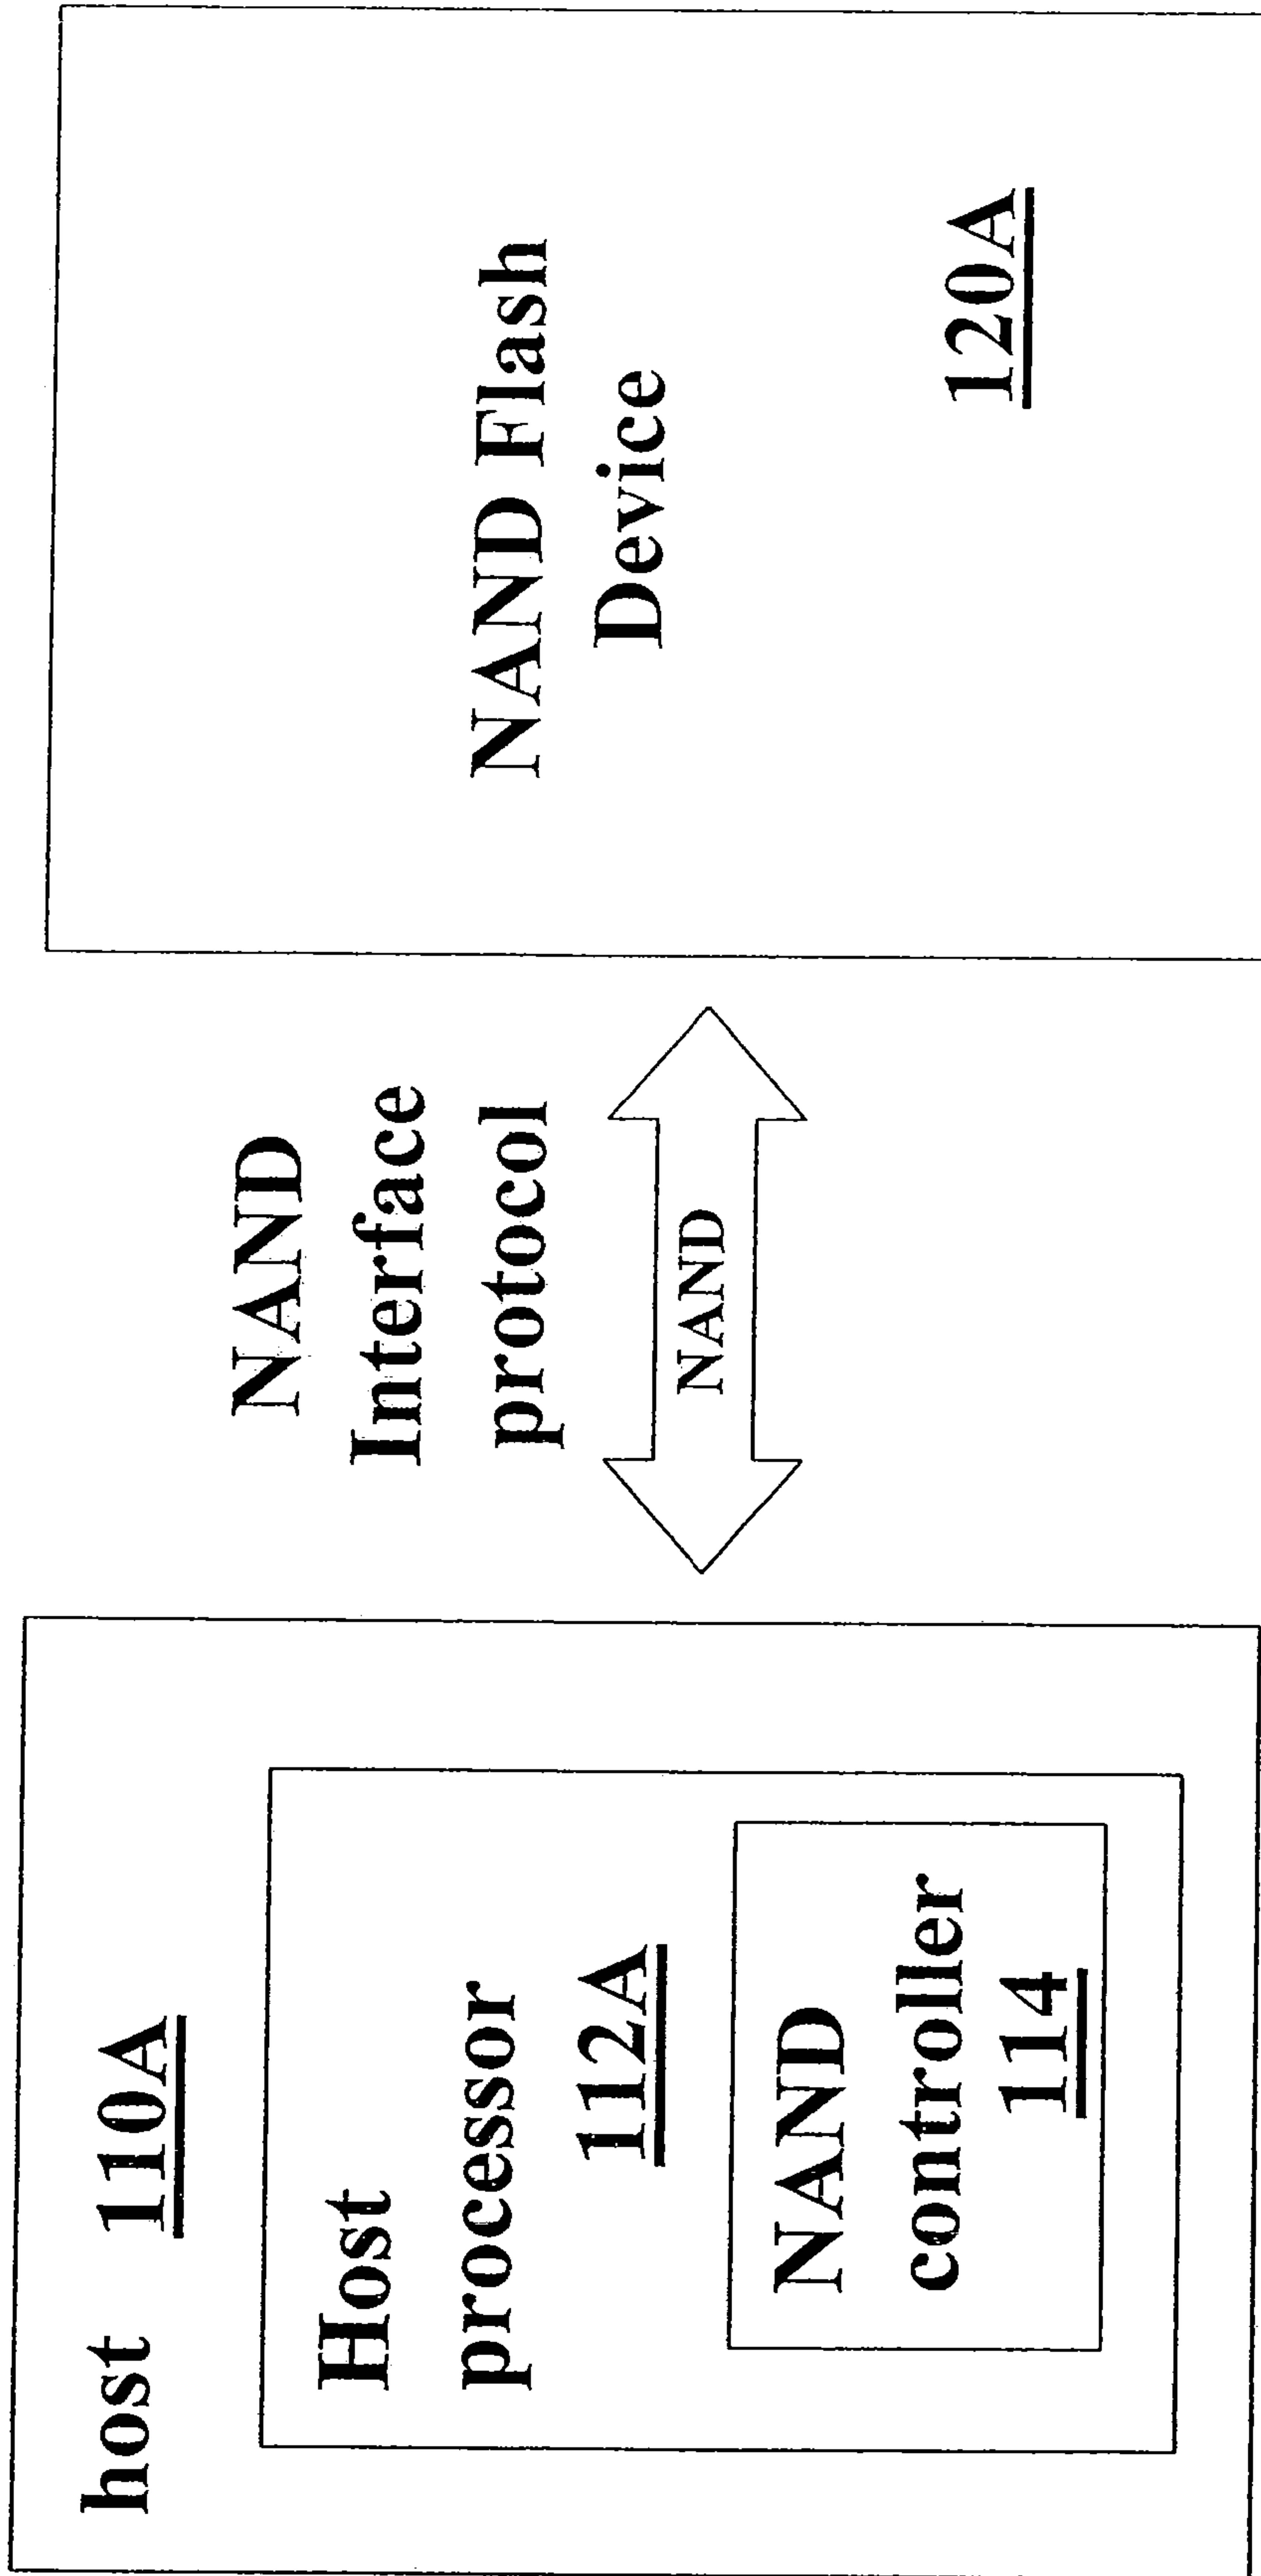 host 110A
Host
processor
112A
NAND
controller
114
NAND
Interface
protocol
NAND
NAND Flash
Device
120A